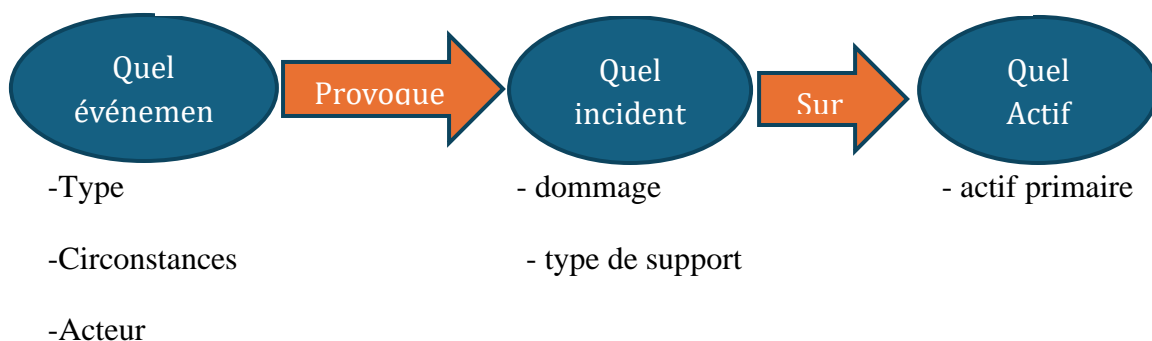 Quel
événemen
Provoque
Quel
incident
Sur
Quel
Actif
-Type
- dommage
- actif primaire
-Circonstances
- type de support
-Acteur